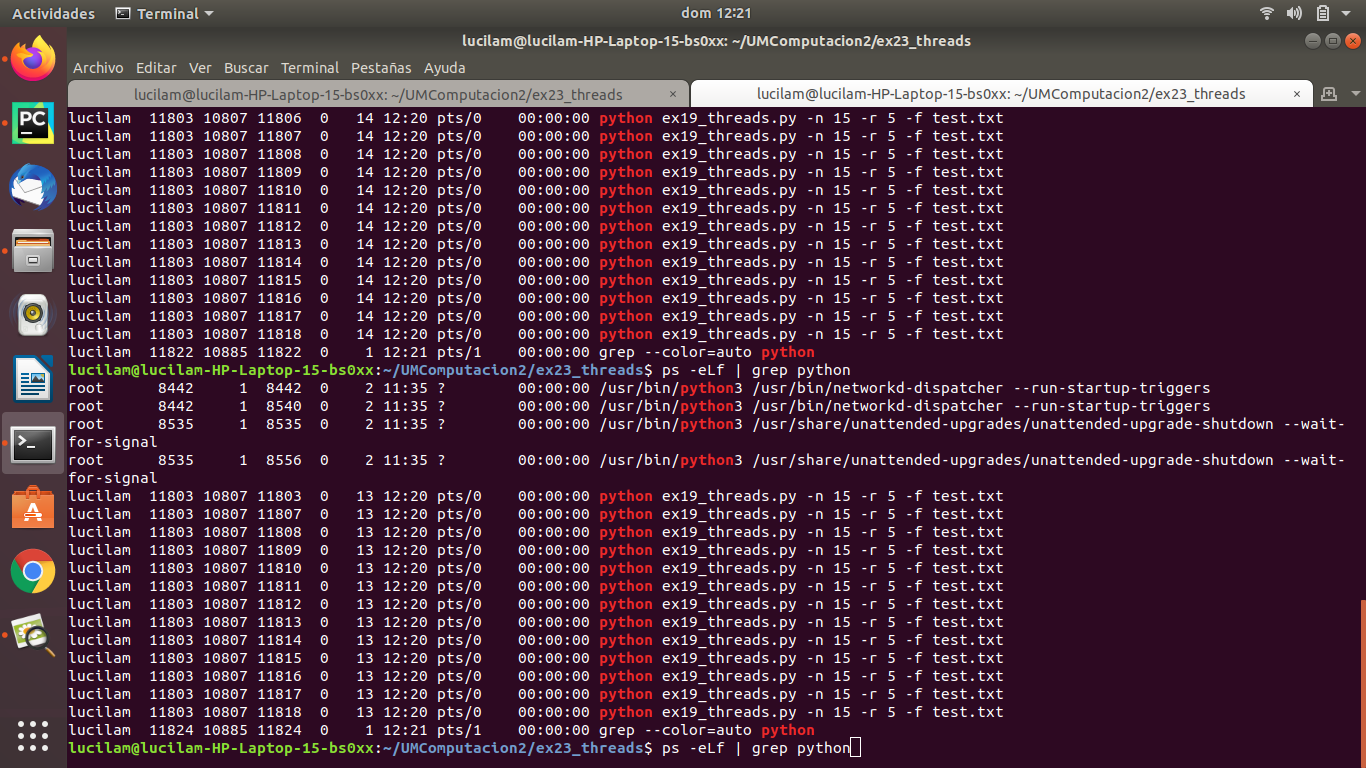 Actividades Terminal dom 12:21
lucilam@lucilam-HP-Laptop-15-bs0xx: ~/UMComputacion2/ex23_threads
Archivo Editar Ver Buscar Terminal Pestañas Ayuda
lucilam@lucilam-HP-Laptop-15-bs0xx: ~/UMComputacion2/ex23_threads × lucilam@lucilam-HP-Laptop-15-bs0xx: ~/UMComputacion2/ex23_threads ×
PC
lucilam  11803 10807 11806  0   14 12:20 pts/0    00:00:00 python ex19_threads.py -n 15 -r 5 -f test.txt
lucilam  11803 10807 11807  0   14 12:20 pts/0    00:00:00 python ex19_threads.py -n 15 -r 5 -f test.txt
lucilam  11803 10807 11808  0   14 12:20 pts/0    00:00:00 python ex19_threads.py -n 15 -r 5 -f test.txt
lucilam  11803 10807 11809  0   14 12:20 pts/0    00:00:00 python ex19_threads.py -n 15 -r 5 -f test.txt
lucilam  11803 10807 11810  0   14 12:20 pts/0    00:00:00 python ex19_threads.py -n 15 -r 5 -f test.txt
lucilam  11803 10807 11811  0   14 12:20 pts/0    00:00:00 python ex19_threads.py -n 15 -r 5 -f test.txt
lucilam  11803 10807 11812  0   14 12:20 pts/0    00:00:00 python ex19_threads.py -n 15 -r 5 -f test.txt
lucilam  11803 10807 11813  0   14 12:20 pts/0    00:00:00 python ex19_threads.py -n 15 -r 5 -f test.txt
lucilam  11803 10807 11814  0   14 12:20 pts/0    00:00:00 python ex19_threads.py -n 15 -r 5 -f test.txt
lucilam  11803 10807 11815  0   14 12:20 pts/0    00:00:00 python ex19_threads.py -n 15 -r 5 -f test.txt
lucilam  11803 10807 11816  0   14 12:20 pts/0    00:00:00 python ex19_threads.py -n 15 -r 5 -f test.txt
lucilam  11803 10807 11817  0   14 12:20 pts/0    00:00:00 python ex19_threads.py -n 15 -r 5 -f test.txt
lucilam  11803 10807 11818  0   14 12:20 pts/0    00:00:00 python ex19_threads.py -n 15 -r 5 -f test.txt
lucilam  11822 10885 11822  0    1 12:21 pts/1    00:00:00 grep --color=auto python
lucilam@lucilam-HP-Laptop-15-bs0xx:~/UMComputacion2/ex23_threads$ ps -eLf | grep python
root      8442     1  8442  0    2 11:35 ?        00:00:00 /usr/bin/python3 /usr/bin/networkd-dispatcher --run-startup-triggers
root      8442     1  8540  0    2 11:35 ?        00:00:00 /usr/bin/python3 /usr/bin/networkd-dispatcher --run-startup-triggers
root      8535     1  8535  0    2 11:35 ?        00:00:00 /usr/bin/python3 /usr/share/unattended-upgrades/unattended-upgrade-shutdown --wait-
for-signal
root      8535     1  8556  0    2 11:35 ?        00:00:00 /usr/bin/python3 /usr/share/unattended-upgrades/unattended-upgrade-shutdown --wait-
for-signal
lucilam  11803 10807 11803  0   13 12:20 pts/0    00:00:00 python ex19_threads.py -n 15 -r 5 -f test.txt
lucilam  11803 10807 11807  0   13 12:20 pts/0    00:00:00 python ex19_threads.py -n 15 -r 5 -f test.txt
lucilam  11803 10807 11808  0   13 12:20 pts/0    00:00:00 python ex19_threads.py -n 15 -r 5 -f test.txt
lucilam  11803 10807 11809  0   13 12:20 pts/0    00:00:00 python ex19_threads.py -n 15 -r 5 -f test.txt
lucilam  11803 10807 11810  0   13 12:20 pts/0    00:00:00 python ex19_threads.py -n 15 -r 5 -f test.txt
lucilam  11803 10807 11811  0   13 12:20 pts/0    00:00:00 python ex19_threads.py -n 15 -r 5 -f test.txt
lucilam  11803 10807 11812  0   13 12:20 pts/0    00:00:00 python ex19_threads.py -n 15 -r 5 -f test.txt
lucilam  11803 10807 11813  0   13 12:20 pts/0    00:00:00 python ex19_threads.py -n 15 -r 5 -f test.txt
lucilam  11803 10807 11814  0   13 12:20 pts/0    00:00:00 python ex19_threads.py -n 15 -r 5 -f test.txt
lucilam  11803 10807 11815  0   13 12:20 pts/0    00:00:00 python ex19_threads.py -n 15 -r 5 -f test.txt
lucilam  11803 10807 11816  0   13 12:20 pts/0    00:00:00 python ex19_threads.py -n 15 -r 5 -f test.txt
lucilam  11803 10807 11817  0   13 12:20 pts/0    00:00:00 python ex19_threads.py -n 15 -r 5 -f test.txt
lucilam  11803 10807 11818  0   13 12:20 pts/0    00:00:00 python ex19_threads.py -n 15 -r 5 -f test.txt
lucilam  11824 10885 11824  0    1 12:21 pts/1    00:00:00 grep --color=auto python
lucilam@lucilam-HP-Laptop-15-bs0xx:~/UMComputacion2/ex23_threads$ ps -eLf | grep python